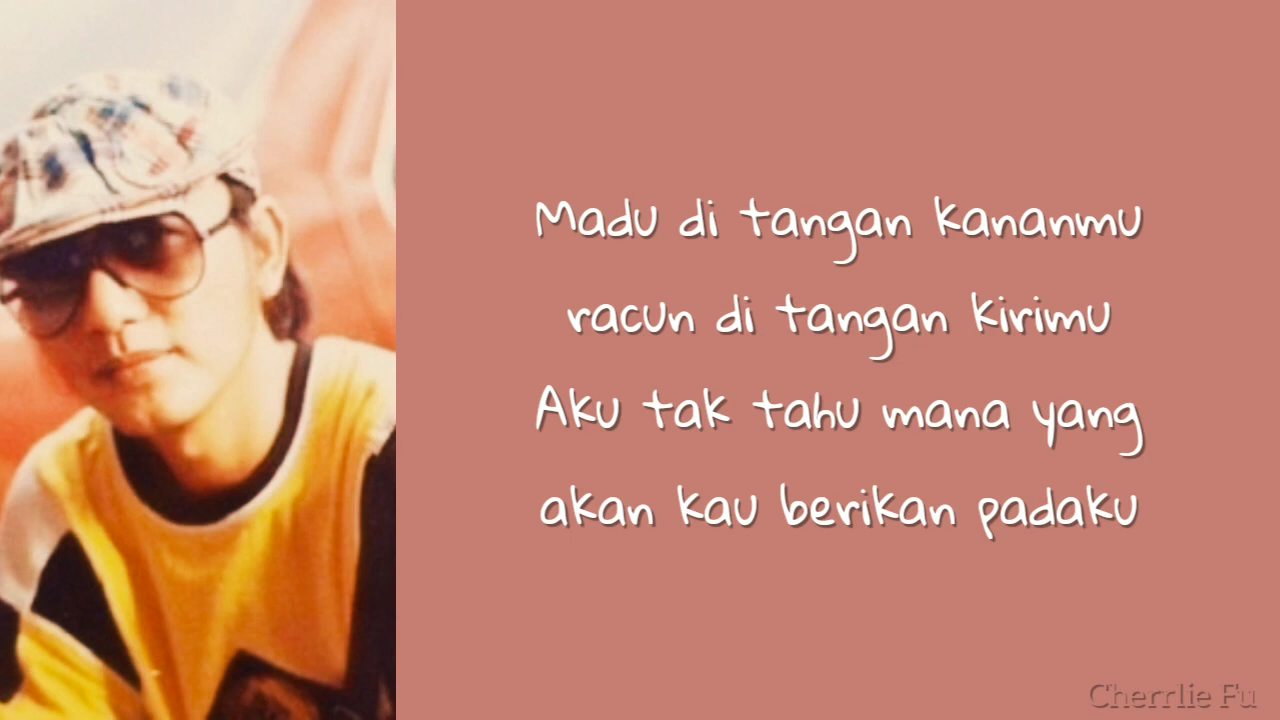 Madu di tangan kananmu
racun di tangan kirimu
Aku tak tahu mana yang
akan kau berikan padaku
Cherrlie Fu